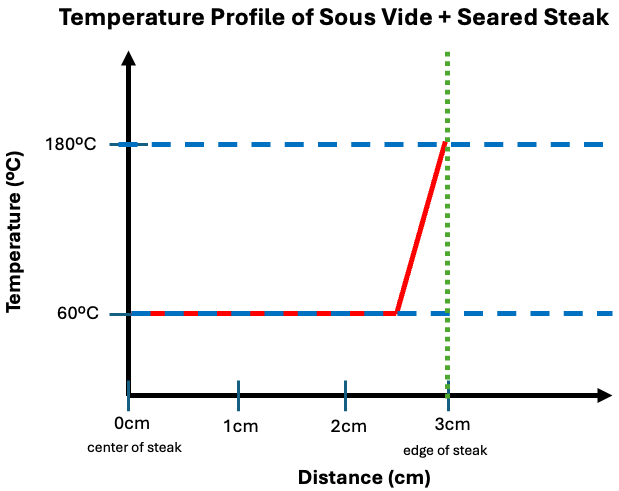 Temperature Profile of Sous Vide + Seared Steak
Temperature (ºC)
180ºC
60ºC
0cm
1cm
2cm
3cm
center of steak
edge of steak
Distance (cm)